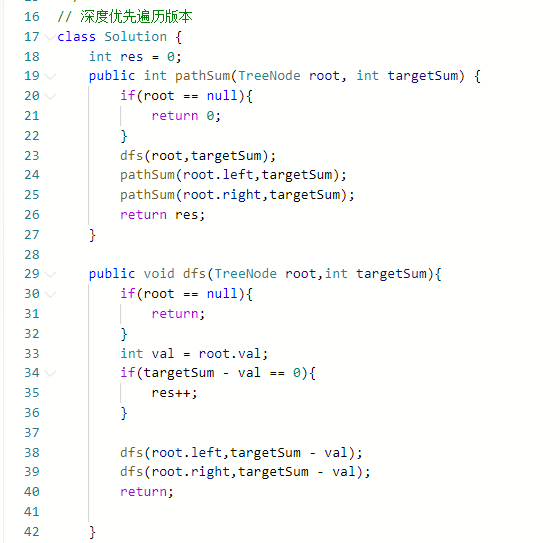 16 // 深度优先遍历版本
17 class Solution {
18     int res = 0;
19     public int pathSum(TreeNode root, int targetSum) {
20         if(root == null){
21             return 0;
22         }
23         dfs(root,targetSum);
24         pathSum(root.left,targetSum);
25         pathSum(root.right,targetSum);
26         return res;
27     }
28
29     public void dfs(TreeNode root,int targetSum){
30         if(root == null){
31             return;
32         }
33         int val = root.val;
34         if(targetSum - val == 0){
35             res++;
36         }
37
38         dfs(root.left,targetSum - val);
39         dfs(root.right,targetSum - val);
40         return;
41
42     }